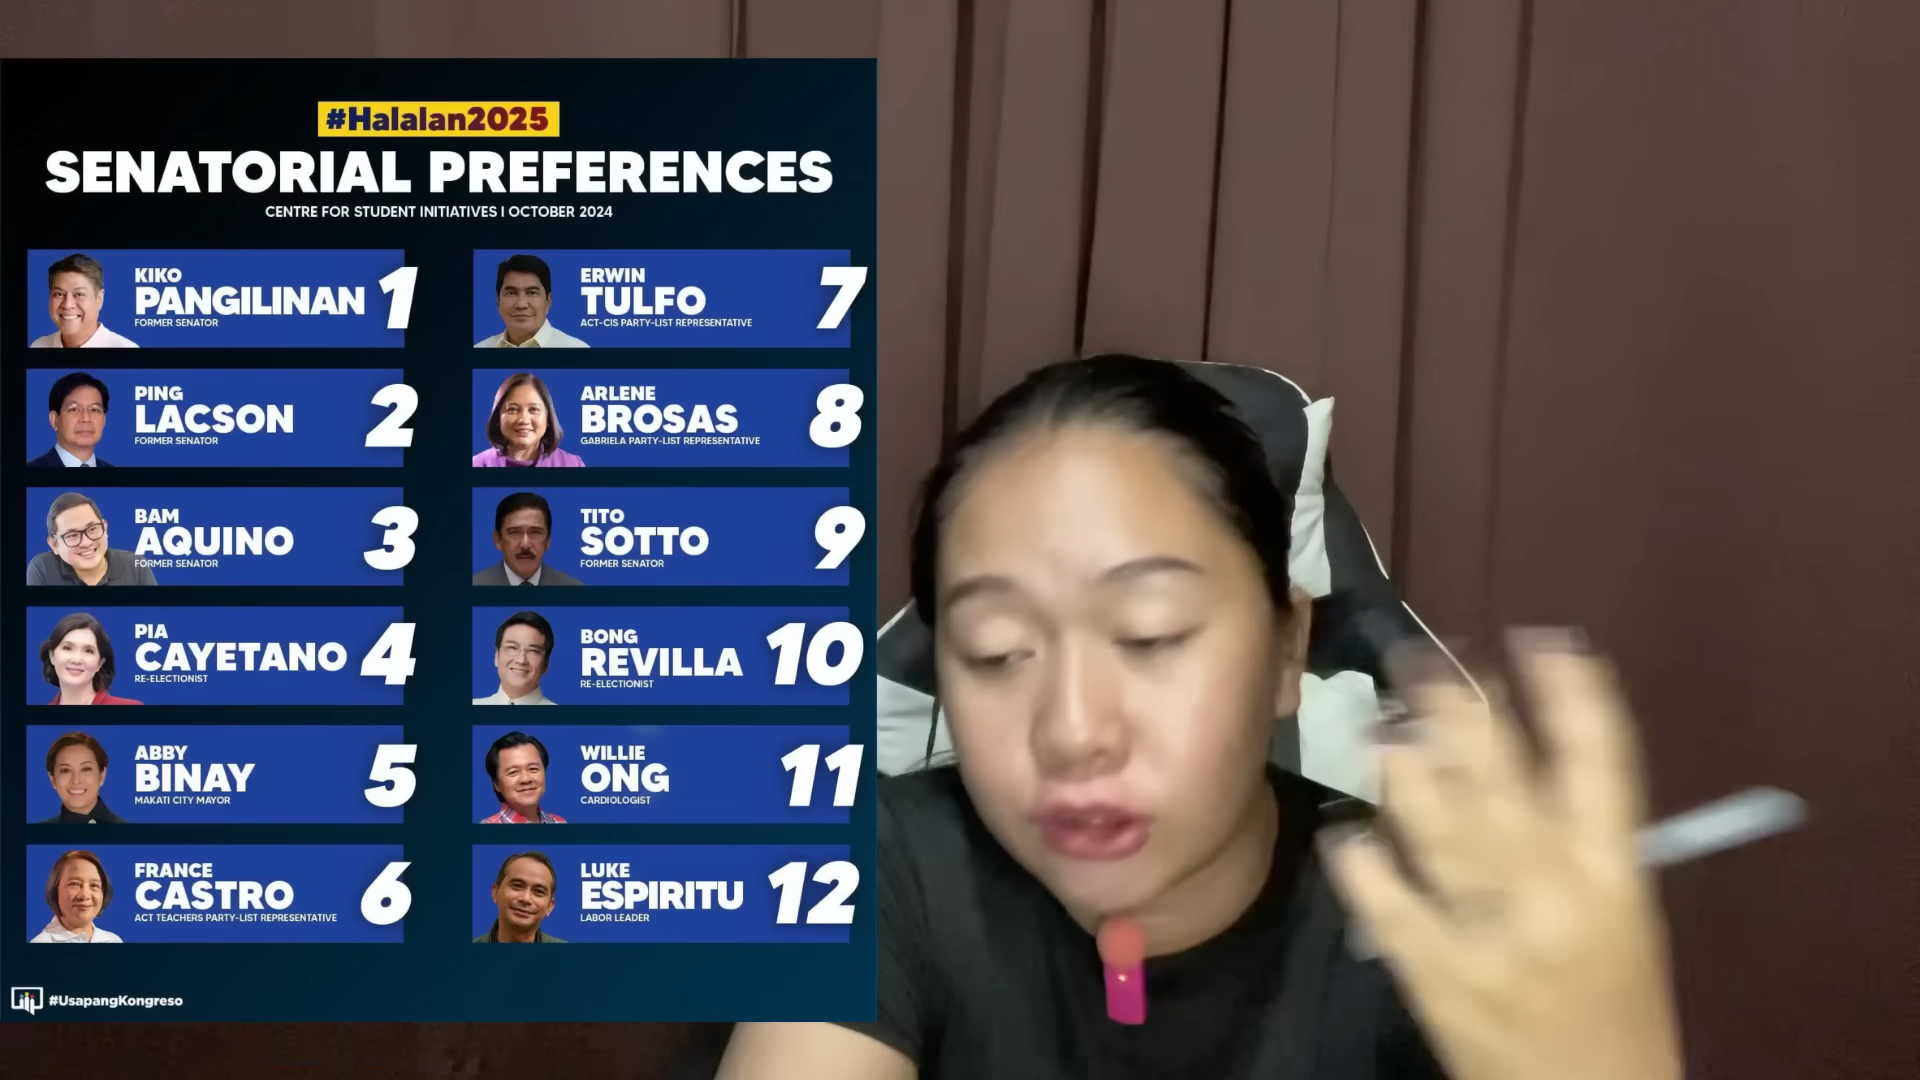 #Halalan2025
SENATORIAL PREFERENCES
CENTRE FOR STUDENT INITIATIVES | OCTOBER 2024
KIKO
PANGILINAN
FORMER SENATOR
1
PING
LACSON
FORMER SENATOR
2
BAM
AQUINO
FORMER SENATOR
3
PIA
CAYETANO
RE-ELECTIONIST
4
ABBY
BINAY
MAKATI CITY MAYOR
5
FRANCE
CASTRO
ACT TEACHERS PARTY-LIST REPRESENTATIVE
6
ERWIN
TULFO
ACT-CIS PARTY-LIST REPRESENTATIVE
7
ARLENE
BROSAS
GABRIELA PARTY-LIST REPRESENTATIVE
8
TITO
SOTTO
FORMER SENATOR
9
BONG
REVILLA
RE-ELECTIONIST
10
WILLIE
ONG
CARDIOLOGIST
11
LUKE
ESPIRITU
LABOR LEADER
12
#UsapangKongreso